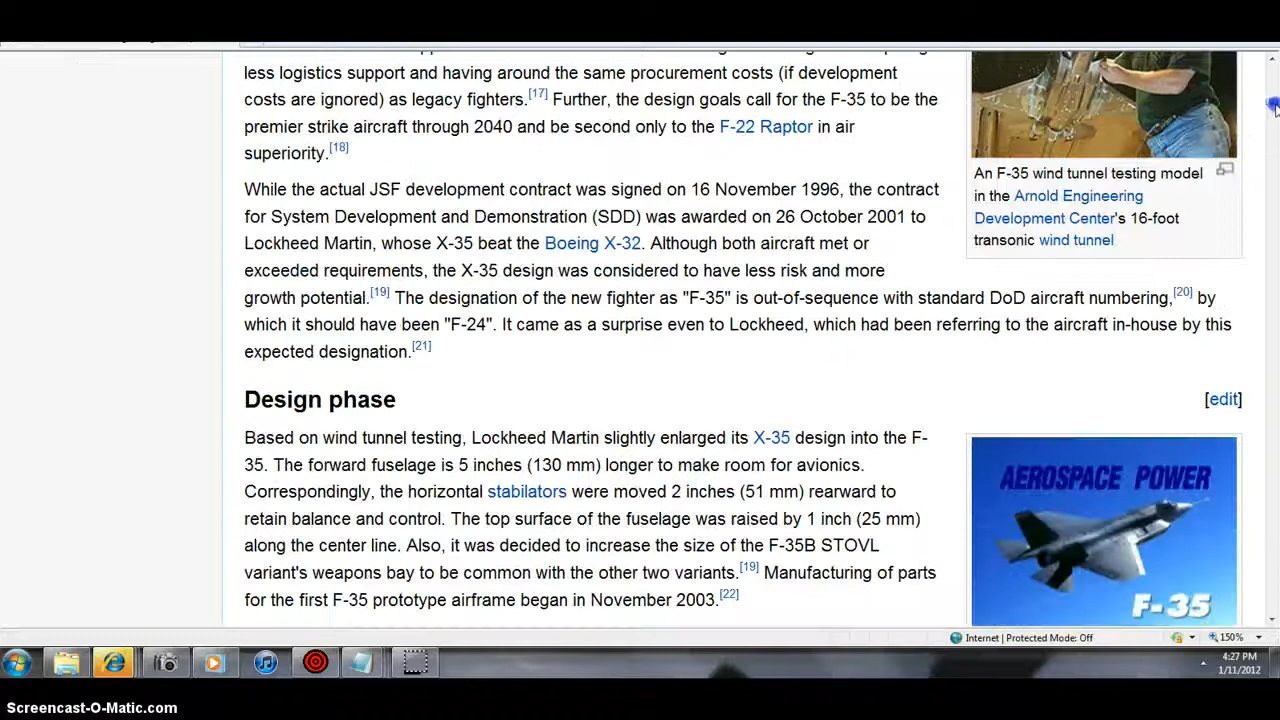 less logistics support and having around the same procurement costs (if development
costs are ignored) as legacy fighters.[17] Further, the design goals call for the F-35 to be the
premier strike aircraft through 2040 and be second only to the F-22 Raptor in air
superiority.[18]
An F-35 wind tunnel testing model
in the Arnold Engineering
Development Center's 16-foot
transonic wind tunnel
While the actual JSF development contract was signed on 16 November 1996, the contract
for System Development and Demonstration (SDD) was awarded on 26 October 2001 to
Lockheed Martin, whose X-35 beat the Boeing X-32. Although both aircraft met or
exceeded requirements, the X-35 design was considered to have less risk and more
growth potential.[19] The designation of the new fighter as "F-35" is out-of-sequence with standard DoD aircraft numbering,[20] by
which it should have been "F-24". It came as a surprise even to Lockheed, which had been referring to the aircraft in-house by this
expected designation.[21]
Design phase
[edit]
Based on wind tunnel testing, Lockheed Martin slightly enlarged its X-35 design into the F-
35. The forward fuselage is 5 inches (130 mm) longer to make room for avionics.
Correspondingly, the horizontal stabilators were moved 2 inches (51 mm) rearward to
retain balance and control. The top surface of the fuselage was raised by 1 inch (25 mm)
along the center line. Also, it was decided to increase the size of the F-35B STOVL
variant's weapons bay to be common with the other two variants.[19] Manufacturing of parts
for the first F-35 prototype airframe began in November 2003.[22]
AEROSPACE POWER
F-35
Internet | Protected Mode: Off
150%
4:27 PM
1/11/2012
Screencast-O-Matic.com